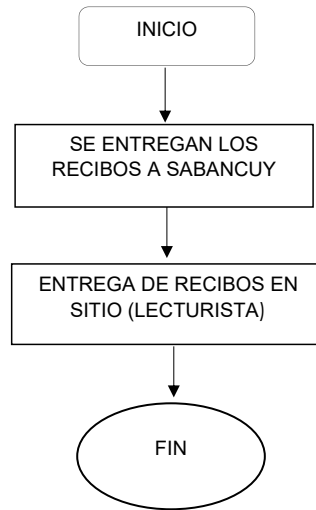 INICIO
SE ENTREGAN LOS
RECIBOS A SABANCUY
ENTREGA DE RECIBOS EN
SITIO (LECTURISTA)
FIN